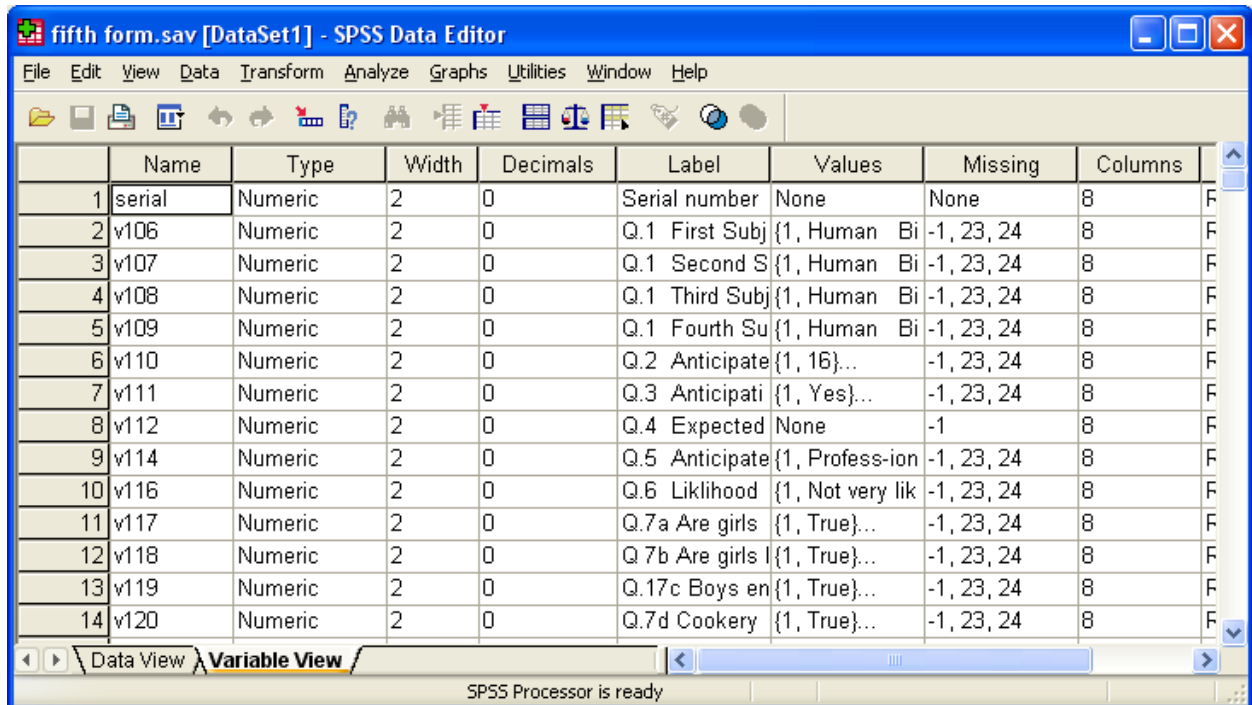 fifth form.sav [DataSet1] - SPSS Data Editor
File Edit View Data Transform Analyze Graphs Utilities Window Help
Name Type Width Decimals Label Values Missing Columns
1 serial Numeric 2 0 Serial number None None 8
2 v106 Numeric 2 0 Q.1 First Subj {1, Human Bi -1, 23, 24 8
3 v107 Numeric 2 0 Q.1 Second S {1, Human Bi -1, 23, 24 8
4 v108 Numeric 2 0 Q.1 Third Subj {1, Human Bi -1, 23, 24 8
5 v109 Numeric 2 0 Q.1 Fourth Su {1, Human Bi -1, 23, 24 8
6 v110 Numeric 2 0 Q.2 Anticipate {1, 16}... -1, 23, 24 8
7 v111 Numeric 2 0 Q.3 Anticipati {1, Yes}... -1, 23, 24 8
8 v112 Numeric 2 0 Q.4 Expected None -1 8
9 v114 Numeric 2 0 Q.5 Anticipate {1, Profess-ion -1, 23, 24 8
10 v116 Numeric 2 0 Q.6 Liklihood {1, Not very lik -1, 23, 24 8
11 v117 Numeric 2 0 Q.7a Are girls {1, True}... -1, 23, 24 8
12 v118 Numeric 2 0 Q.7b Are girls l {1, True}... -1, 23, 24 8
13 v119 Numeric 2 0 Q.17c Boys en {1, True}... -1, 23, 24 8
14 v120 Numeric 2 0 Q.7d Cookery {1, True}... -1, 23, 24 8
Data View Variable View
SPSS Processor is ready